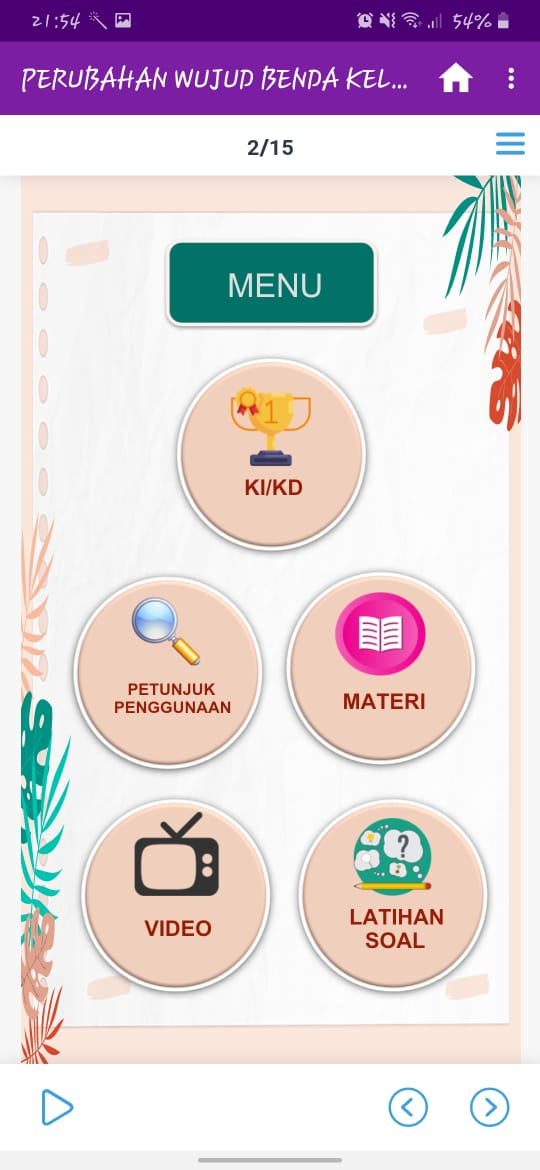 21:54
54%
PERUBAHAN WUJUD BENDA KEL...
2/15
MENU
1
KI/KD
PETUNJUK
PENGGUNAAN
MATERI
VIDEO
?
LATIHAN
SOAL